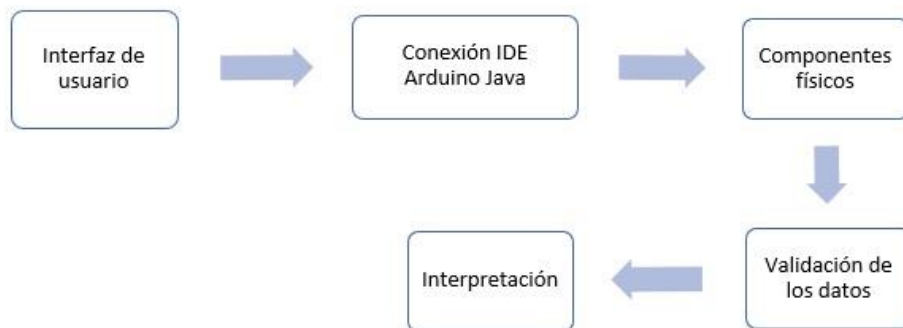 Interfaz de
usuario
Conexión IDE
Arduino Java
Componentes
físicos
Validación de
los datos
Interpretación